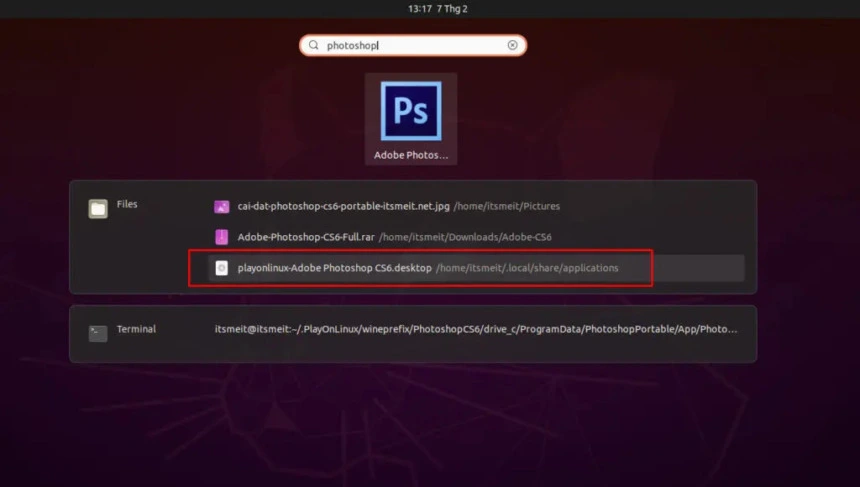 13:17 7 Thg 2
photoshop
Ps
Adobe Photos...
Files
cai-dat-photoshop-cs6-portable-itsmeit.net.jpg /home/itsmeit/Pictures
Adobe-Photoshop-CS6-Full.rar /home/itsmeit/Downloads/Adobe-CS6
playonlinux-Adobe Photoshop CS6.desktop /home/itsmeit/.local/share/applications
Terminal
itsmeit@itsmeit:~/.PlayOnLinux/wineprefix/PhotoshopCS6/drive_c/ProgramData/PhotoshopPortable/App/Photo...